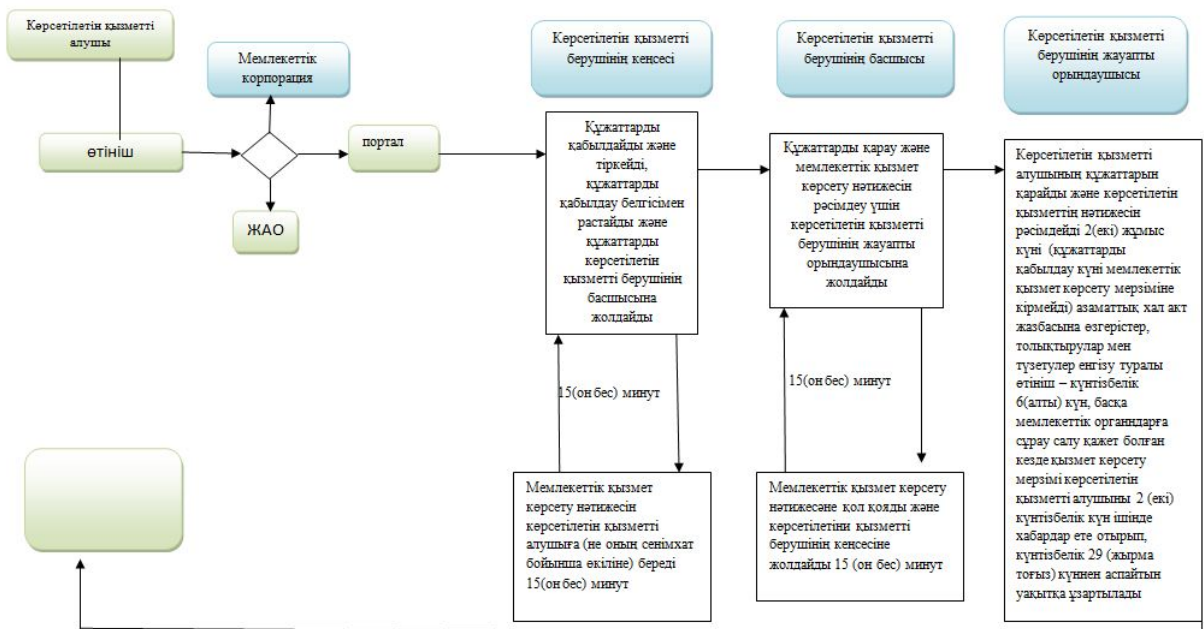 Көрсетілетін қызметті
алушы
Мемлекеттік
корпорация
өтініш
портал
ЖАО
Көрсетілетін қызметті
берушінің кеңсесі
Құжаттарды
қабылдайды және
тіркейді,
құжаттарды
қабылдау белгісімен
растайды және
құжаттарды
көрсетілетін
қызметті берушінің
басшысына
жолдайды
15(он бес) минут
Мемлекеттік қызмет
көрсету нәтижесін
көрсетілетін қызметті
алушыға (не оның сенімхат
бойынша өкіліне) береді
15(он бес) минут
Көрсетілетін қызметті
берушінің басшысы
Құжаттарды қарау және
мемлекеттік қызмет
көрсету нәтижесін
рәсімдеу үшін
көрсетілетін қызметті
берушінің жауапты
орындаушысына
жолдайды
15(он бес) минут
Мемлекеттік қызмет көрсету
нәтижесәне қол қояды және
көрсетілетіни қызметті
берушінің кеңсесіне
жолдайды 15 (он бес) минут
Көрсетілетін қызметті
берушінің жауапты
орындаушысы
Көрсетілетін қызметті
алушының құжаттарын
қарайды және көрсетілетін
қызметтің нәтижесін
рәсімдейді 2(екі) жұмыс
күні (құжаттарды
қабылдау күні мемлекеттік
қызмет көрсету мерзіміне
кірмейді) азаматтық хал акт
жазбасына өзгерістер,
толықтырулар мен
түзетулер енгізу туралы
өтініш – күнтізбелік
6(алты) күн, басқа
мемлекеттік органндарға
сұрау салу қажет болған
кезде қызмет көрсету
мерзімі көрсетілетін
қызметті алушыны 2 (екі)
күнтізбелік күн ішінде
хабардар ете отырып,
күнтізбелік 29 (жырма
тоғыз) күннен аспайтын
уақытқа ұзартылады